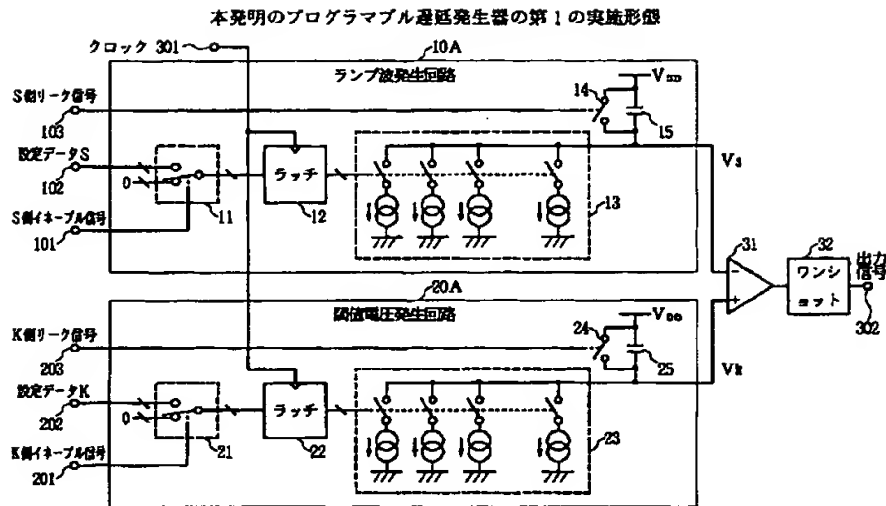 本発明のプログラマブル遅延発生器の第1の実施形態
クロック 301
10A
ランプ波発生回路
S側リーク信号
103
14
VDD
15
設定データS
102
0
11
ラッチ
12
13
Vs
S側イネーブル信号
101
31
32
ワンショット
出力信号
302
20A
閾値電圧発生回路
K側リーク信号
203
24
VDD
25
設定データK
202
0
21
ラッチ
22
23
Vk
K側イネーブル信号
201